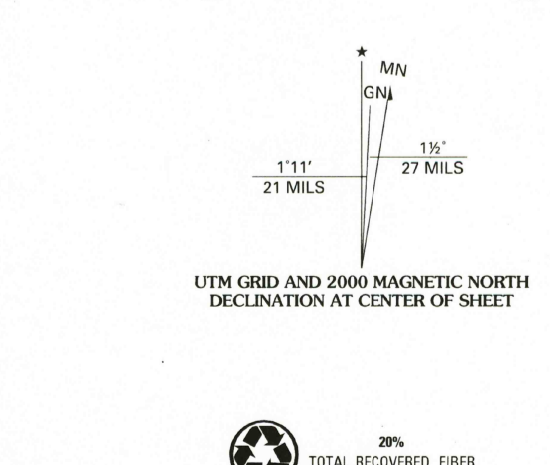 ★
MN
GN
1°11'
21 MILS
1½°
27 MILS
UTM GRID AND 2000 MAGNETIC NORTH
DECLINATION AT CENTER OF SHEET
20%
TOTAL RECOVERED FIBER